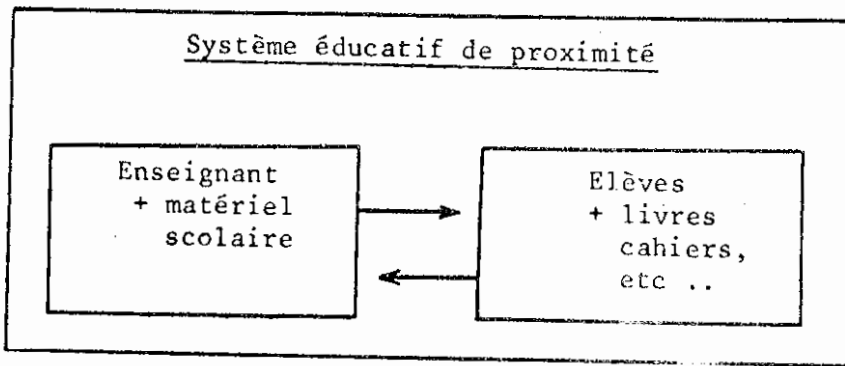 Système éducatif de proximité
Enseignant
+ matériel
scolaire
Elèves
+ livres
cahiers,
etc ..